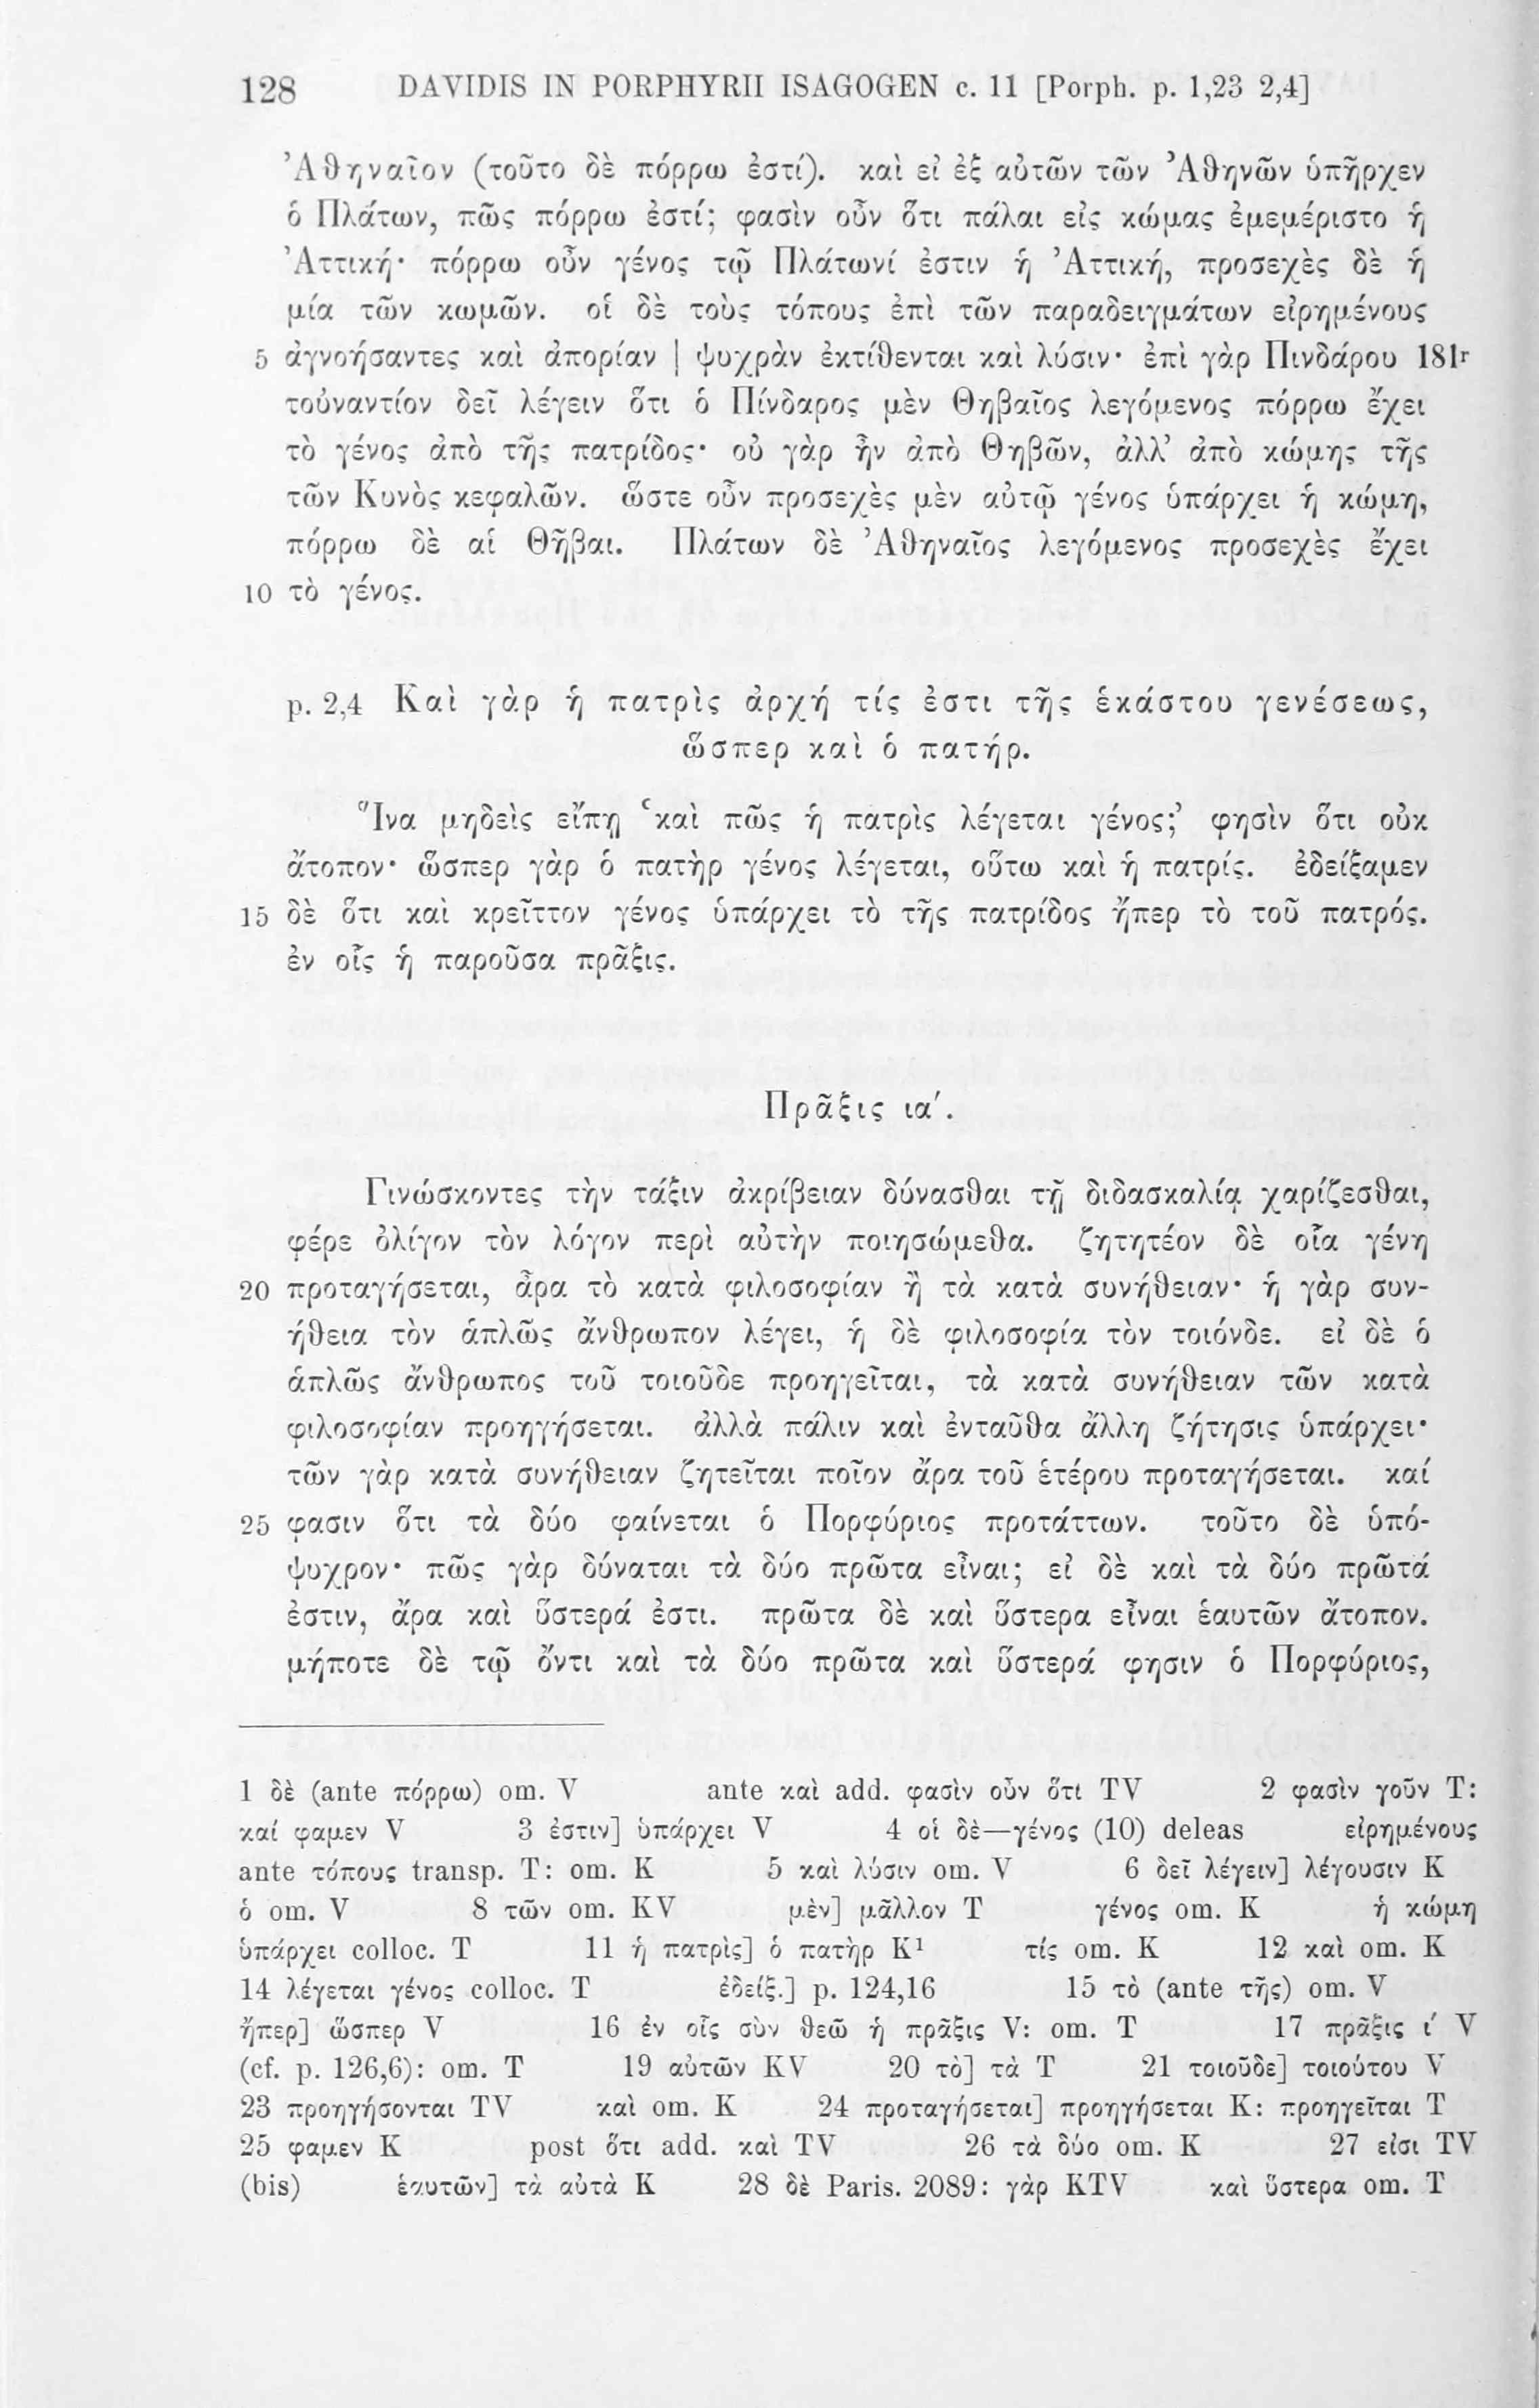 128 DAVIDIS IN PORPHYRII ISAGOGEN c. 11 [Porph. p. 1,23 2,4]
Ἀθηναῖον (τοῦτο δὲ πόρρω ἐστί). καὶ εἰ ἐξ αὐτῶν τῶν Ἀθηνῶν ὑπῆρχεν
ὁ Πλάτων, πῶς πόρρω ἐστί; φασὶν οὖν ὅτι πάλαι εἰς κώμας ἐμεμέριστο ἡ
Ἀττική· πόρρω οὖν γένος τῷ Πλάτωνί ἐστιν ἡ Ἀττική, προσεχὲς δὲ ἡ
μία τῶν κωμῶν. οἱ δὲ τοὺς τόπους ἐπὶ τῶν παραδειγμάτων εἰρημένους
5 ἀγνοήσαντες καὶ ἀπορίαν | ψυχρὰν ἐκτίθενται καὶ λύσιν· ἐπὶ γὰρ Πινδάρου 181r
τοὐναντίον δεῖ λέγειν ὅτι ὁ Πίνδαρος μὲν Θηβαῖος λεγόμενος πόρρω ἔχει
τὸ γένος ἀπὸ τῆς πατρίδος· οὐ γὰρ ἦν ἀπὸ Θηβῶν, ἀλλ’ ἀπὸ κώμης τῆς
τῶν Κυνὸς κεφαλῶν. ὥστε οὖν προσεχὲς μὲν αὐτῷ γένος ὑπάρχει ἡ κώμη,
πόρρω δὲ αἱ Θῆβαι. Πλάτων δὲ Ἀθηναῖος λεγόμενος προσεχὲς ἔχει
10 τὸ γένος.
p. 2,4 Καὶ γὰρ ἡ πατρὶς ἀρχή τίς ἐστι τῆς ἑκάστου γενέσεως,
ὥσπερ καὶ ὁ πατήρ.
Ἵνα μηδεὶς εἴπῃ ‘καὶ πῶς ἡ πατρὶς λέγεται γένος;’ φησὶν ὅτι οὐκ
ἄτοπον· ὥσπερ γὰρ ὁ πατὴρ γένος λέγεται, οὕτω καὶ ἡ πατρίς. ἐδείξαμεν
15 δὲ ὅτι καὶ κρεῖττον γένος ὑπάρχει τὸ τῆς πατρίδος ἤπερ τὸ τοῦ πατρός.
ἐν οἷς ἡ παροῦσα πρᾶξις.
Πρᾶξις ια′.
Γινώσκοντες τὴν τάξιν ἀκρίβειαν δύνασθαι τῇ διδασκαλίᾳ χαρίζεσθαι,
φέρε ὀλίγον τὸν λόγον περὶ αὐτὴν ποιησώμεθα. ζητητέον δὲ οἷα γένη
20 προταγήσεται, ἆρα τὸ κατὰ φιλοσοφίαν ἢ τὰ κατὰ συνήθειαν· ἡ γὰρ συν-
ήθεια τὸν ἁπλῶς ἄνθρωπον λέγει, ἡ δὲ φιλοσοφία τὸν τοιόνδε. εἰ δὲ ὁ
ἁπλῶς ἄνθρωπος τοῦ τοιοῦδε προηγεῖται, τὰ κατὰ συνήθειαν τῶν κατὰ
φιλοσοφίαν προηγήσεται. ἀλλὰ πάλιν καὶ ἐνταῦθα ἄλλη ζήτησις ὑπάρχει·
τῶν γὰρ κατὰ συνήθειαν ζητεῖται ποῖον ἄρα τοῦ ἑτέρου προταγήσεται. καί
25 φασιν ὅτι τὰ δύο φαίνεται ὁ Πορφύριος προτάττων. τοῦτο δὲ ὑπό-
ψυχρον· πῶς γὰρ δύναται τὰ δύο πρῶτα εἶναι; εἰ δὲ καὶ τὰ δύο πρῶτά
ἐστιν, ἄρα καὶ ὕστερά ἐστι. πρῶτα δὲ καὶ ὕστερα εἶναι ἑαυτῶν ἄτοπον.
μήποτε δὲ τῷ ὄντι καὶ τὰ δύο πρῶτα καὶ ὕστερά φησιν ὁ Πορφύριος,
1 δὲ (ante πόρρω) om. V ante καὶ add. φασὶν οὖν ὅτι TV 2 φασὶν γοῦν T:
καί φαμεν V 3 ἐστιν] ὑπάρχει V 4 οἱ δὲ—γένος (10) deleas εἰρημένους
ante τόπους transp. T: om. K 5 καὶ λύσιν om. V 6 δεῖ λέγειν] λέγουσιν K
ὁ om. V 8 τῶν om. KV μὲν] μᾶλλον T γένος om. K ἡ κώμη
ὑπάρχει colloc. T 11 ἡ πατρὶς] ὁ πατὴρ K¹ τίς om. K 12 καὶ om. K
14 λέγεται γένος colloc. T ἐδείξ.] p. 124,16 15 τὸ (ante τῆς) om. V
ἤπερ] ὥσπερ V 16 ἐν οἷς σὺν θεῶ ἡ πρᾶξις V: om. T 17 πρᾶξις ι′ V
(cf. p. 126,6): om. T 19 αὐτῶν KV 20 τὸ] τὰ T 21 τοιοῦδε] τοιούτου V
23 προηγήσονται TV καὶ om. K 24 προταγήσεται] προηγήσεται K: προηγεῖται T
25 φαμεν K post ὅτι add. καὶ TV 26 τὰ δύο om. K 27 εἰσι TV
(bis) ἑαυτῶν] τὰ αὐτὰ K 28 δὲ Paris. 2089: γὰρ KTV καὶ ὕστερα om. T